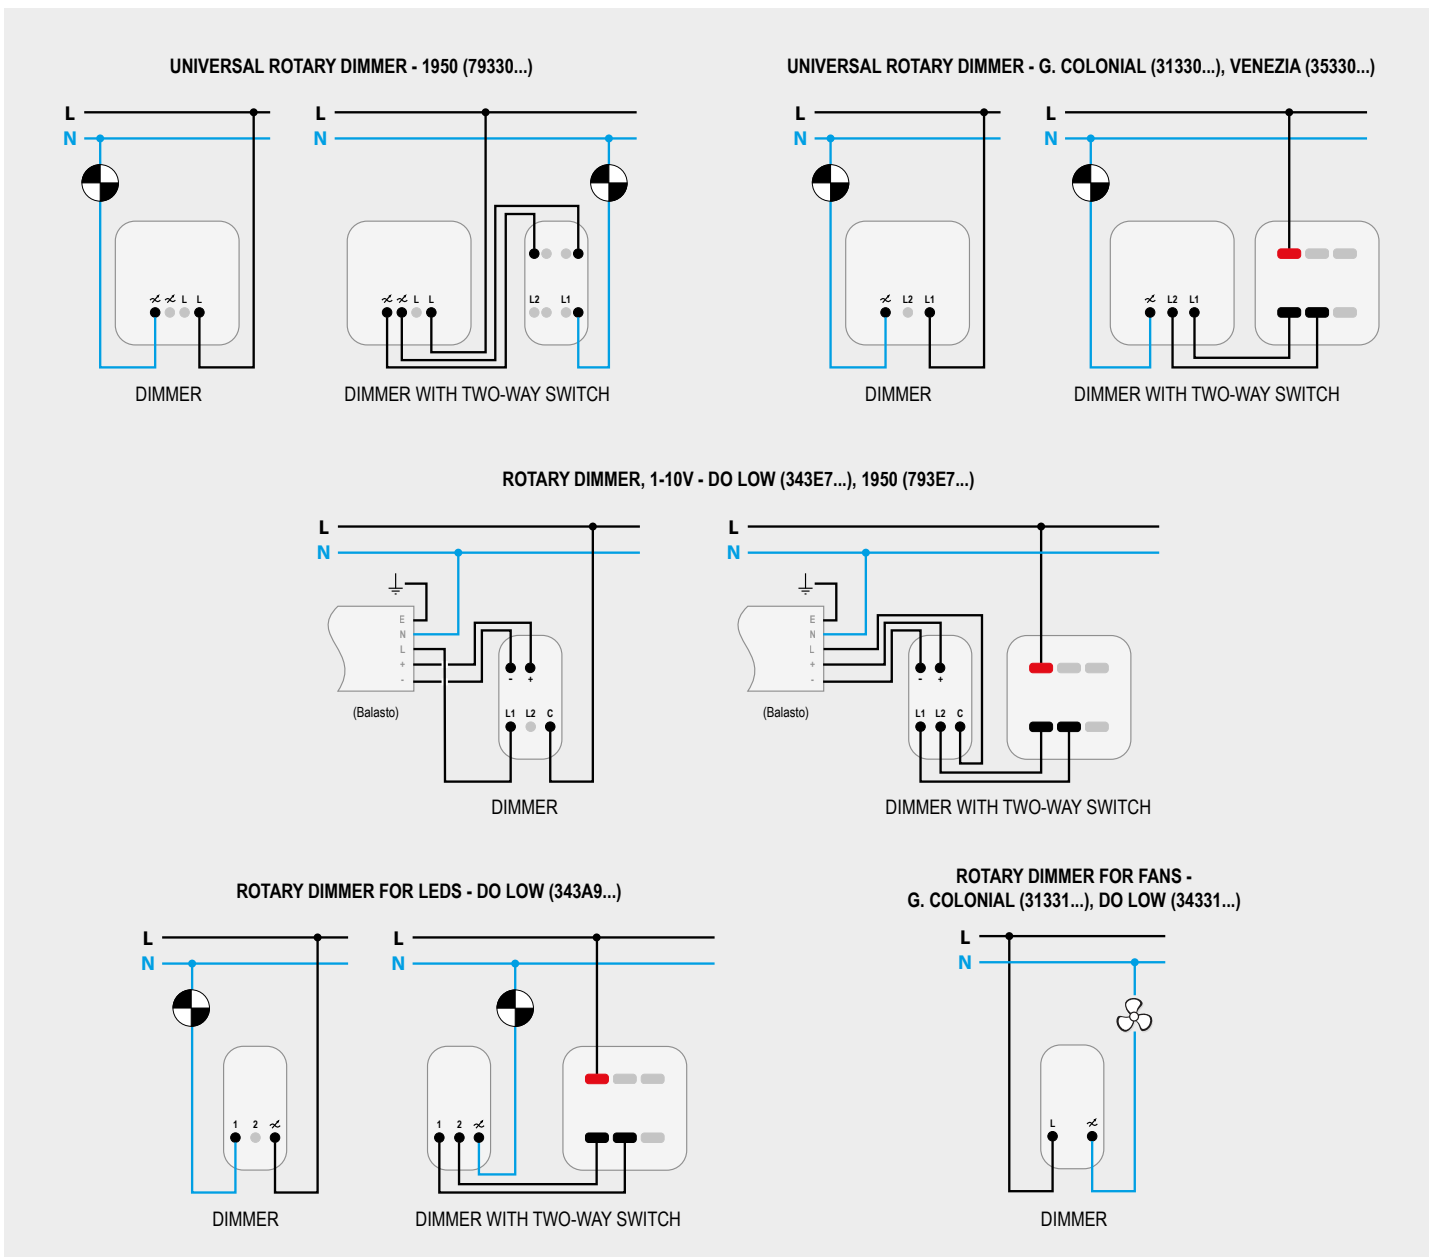 UNIVERSAL ROTARY DIMMER - 1950 (79330...)
L
N
L
N
L L
L L
L2 L1
DIMMER
DIMMER WITH TWO-WAY SWITCH
UNIVERSAL ROTARY DIMMER - G. COLONIAL (31330...), VENEZIA (35330...)
L
N
L
N
L2 L1
L2 L1
DIMMER
DIMMER WITH TWO-WAY SWITCH
ROTARY DIMMER, 1-10V - DO LOW (343E7...), 1950 (793E7...)
L
N
E
N
L
+
-
- +
(Balasto)
L1 L2 C
DIMMER
L
N
E
N
L
+
-
- +
(Balasto)
L1 L2 C
DIMMER WITH TWO-WAY SWITCH
ROTARY DIMMER FOR LEDS - DO LOW (343A9...)
L
N
L
N
1 2
1 2
DIMMER
DIMMER WITH TWO-WAY SWITCH
ROTARY DIMMER FOR FANS -
G. COLONIAL (31331...), DO LOW (34331...)
L
N
L
DIMMER